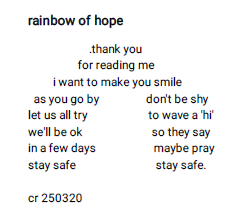 rainbow of hope
.thank you
for reading me
i want to make you smile
as you go by don't be shy
let us all try to wave a 'hi'
we'll be ok so they say
in a few days maybe pray
stay safe stay safe.
cr 250320